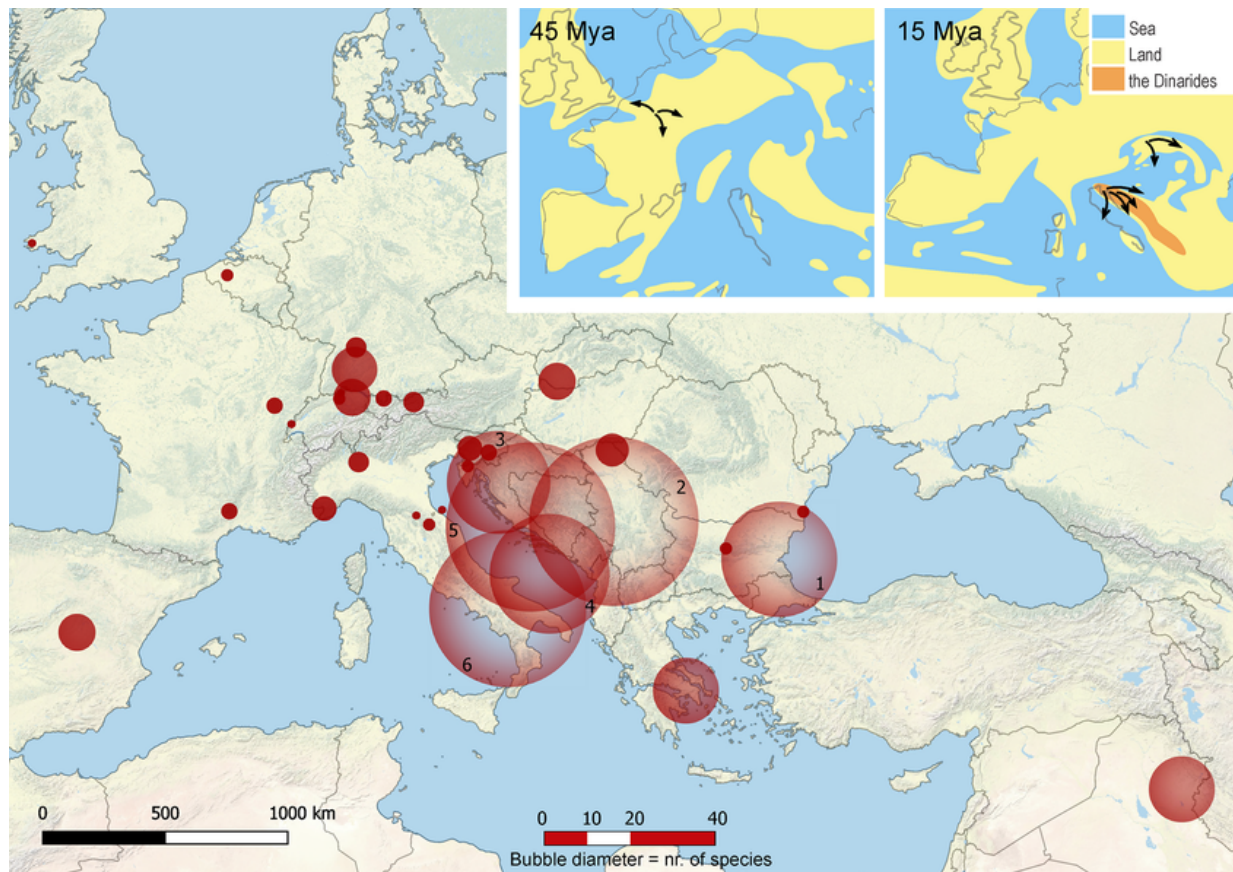 45 Mya
15 Mya
Sea
Land
the Dinarides
3
2
5
1
4
6
0 500 1000 km
0 10 20 40
Bubble diameter = nr. of species